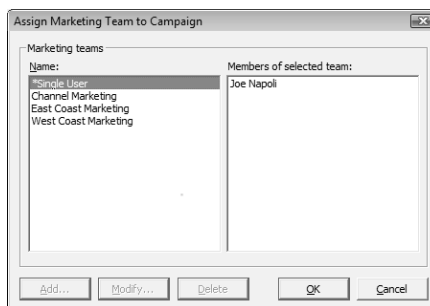 Assign Marketing Team to Campaign
Marketing teams
Name:
Members of selected team:
*Single User
Joe Napoli
Channel Marketing
East Coast Marketing
West Coast Marketing
Add...
Modify...
Delete
OK
Cancel